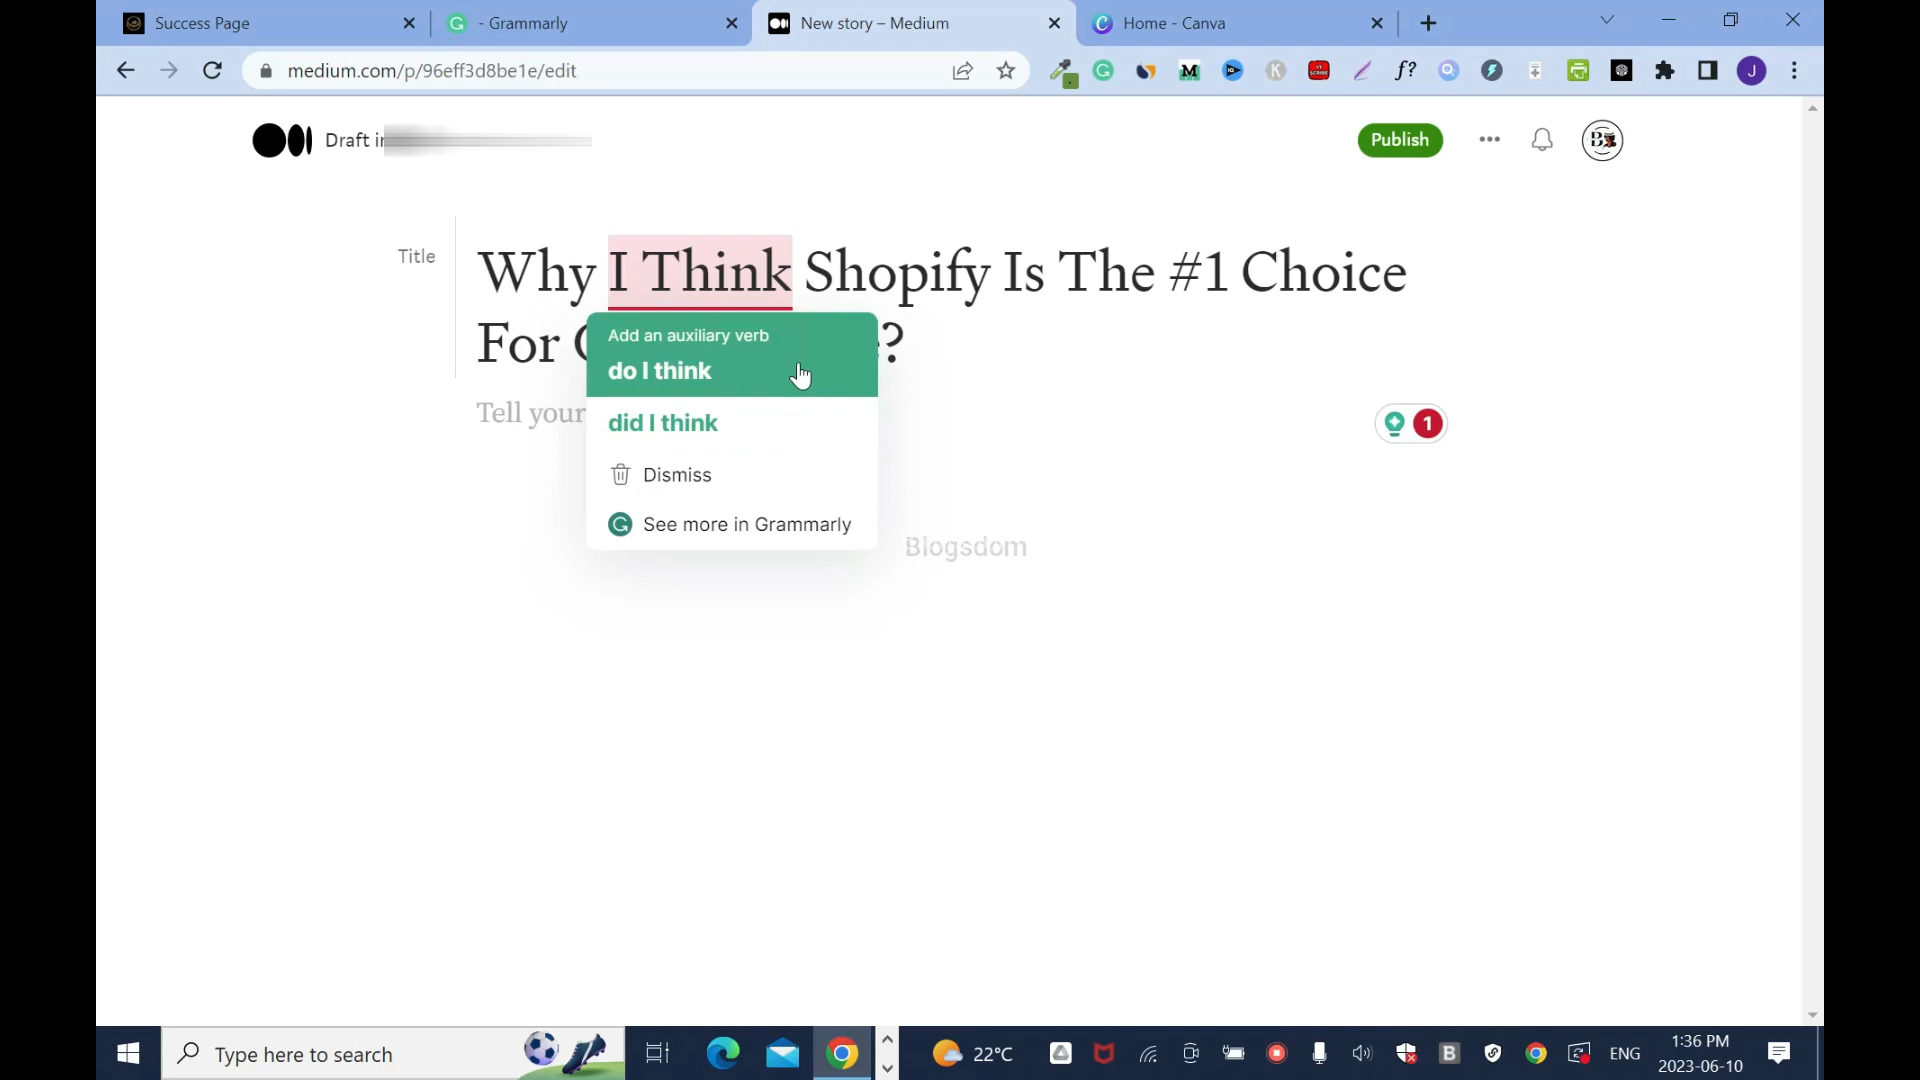 Success Page
- Grammarly
New story – Medium
Home - Canva
medium.com/p/96eff3d8be1e/edit
Draft
Publish
Title
Why I Think Shopify Is The #1 Choice
For ?
Add an auxiliary verb
do I think
did I think
Dismiss
See more in Grammarly
Tell your
1
Blogsdom
Type here to search
22°C
ENG
1:36 PM
2023-06-10